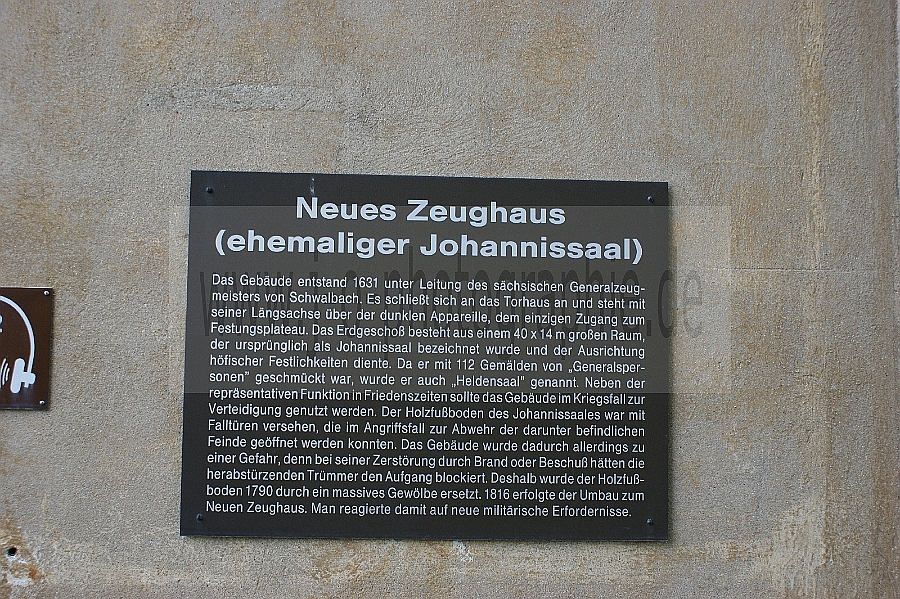 Neues Zeughaus
(ehemaliger Johannissaal)
Das Gebäude entstand 1631 unter Leitung des sächsischen Generalzeug-
meisters von Schwalbach. Es schließt sich an das Torhaus an und steht mit
seiner Längsachse über der dunklen Appareille, dem einzigen Zugang zum
Festungsplateau. Das Erdgeschoß besteht aus einem 40 x 14 m großen Raum,
der ursprünglich als Johannissaal bezeichnet wurde und der Ausrichtung
höfischer Festlichkeiten diente. Da er mit 112 Gemälden von „Generalsper-
sonen" geschmückt war, wurde er auch „Heldensaal" genannt. Neben der
repräsentativen Funktion in Friedenszeiten sollte das Gebäude im Kriegsfall zur
Verteidigung genutzt werden. Der Holzfußboden des Johannissaales war mit
Falltüren versehen, die im Angriffsfall zur Abwehr der darunter befindlichen
Feinde geöffnet werden konnten. Das Gebäude wurde dadurch allerdings zu
einer Gefahr, denn bei seiner Zerstörung durch Brand oder Beschuß hätten die
herabstürzenden Trümmer den Aufgang blockiert. Deshalb wurde der Holzfuß-
boden 1790 durch ein massives Gewölbe ersetzt. 1816 erfolgte der Umbau zum
Neuen Zeughaus. Man reagierte damit auf neue militärische Erfordernisse.